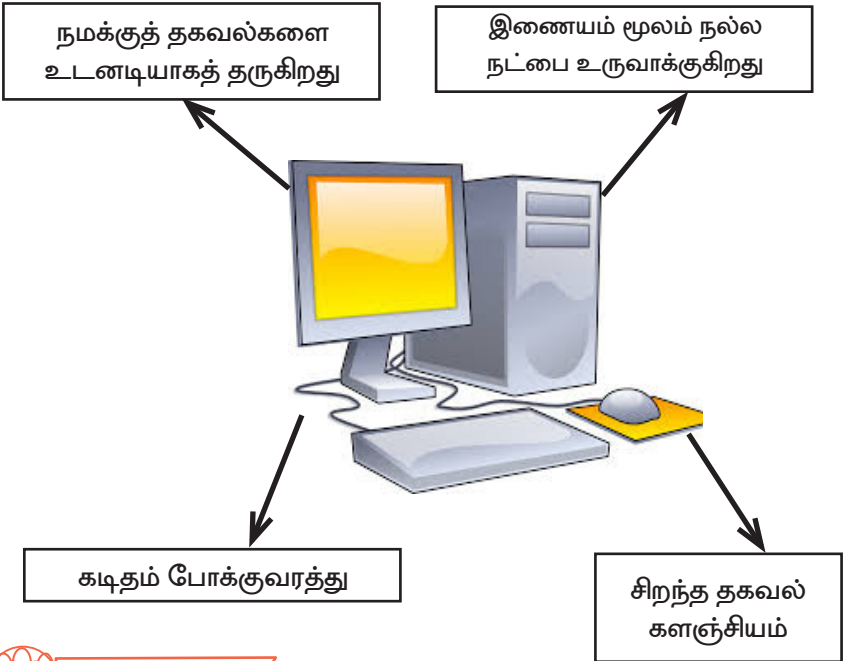 நமக்குத் தகவல்களை
உடனடியாகத் தருகிறது
இணையம் மூலம் நல்ல
நட்பை உருவாக்குகிறது
கடிதம் போக்குவரத்து
சிறந்த தகவல்
களஞ்சியம்